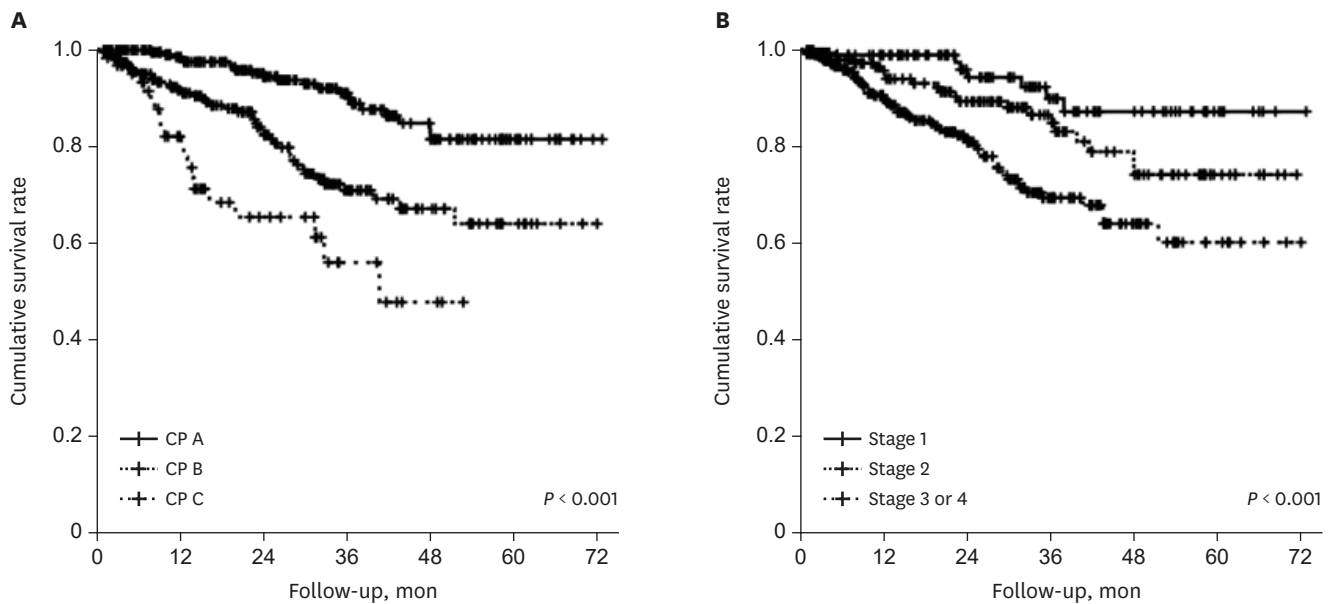 A
1.0
0.8
0.6
0.4
0.2
0
Cumulative survival rate
CP A
CP B
CP C
P < 0.001
0 12 24 36 48 60 72
Follow-up, mon
B
1.0
0.8
0.6
0.4
0.2
0
Cumulative survival rate
Stage 1
Stage 2
Stage 3 or 4
P < 0.001
0 12 24 36 48 60 72
Follow-up, mon